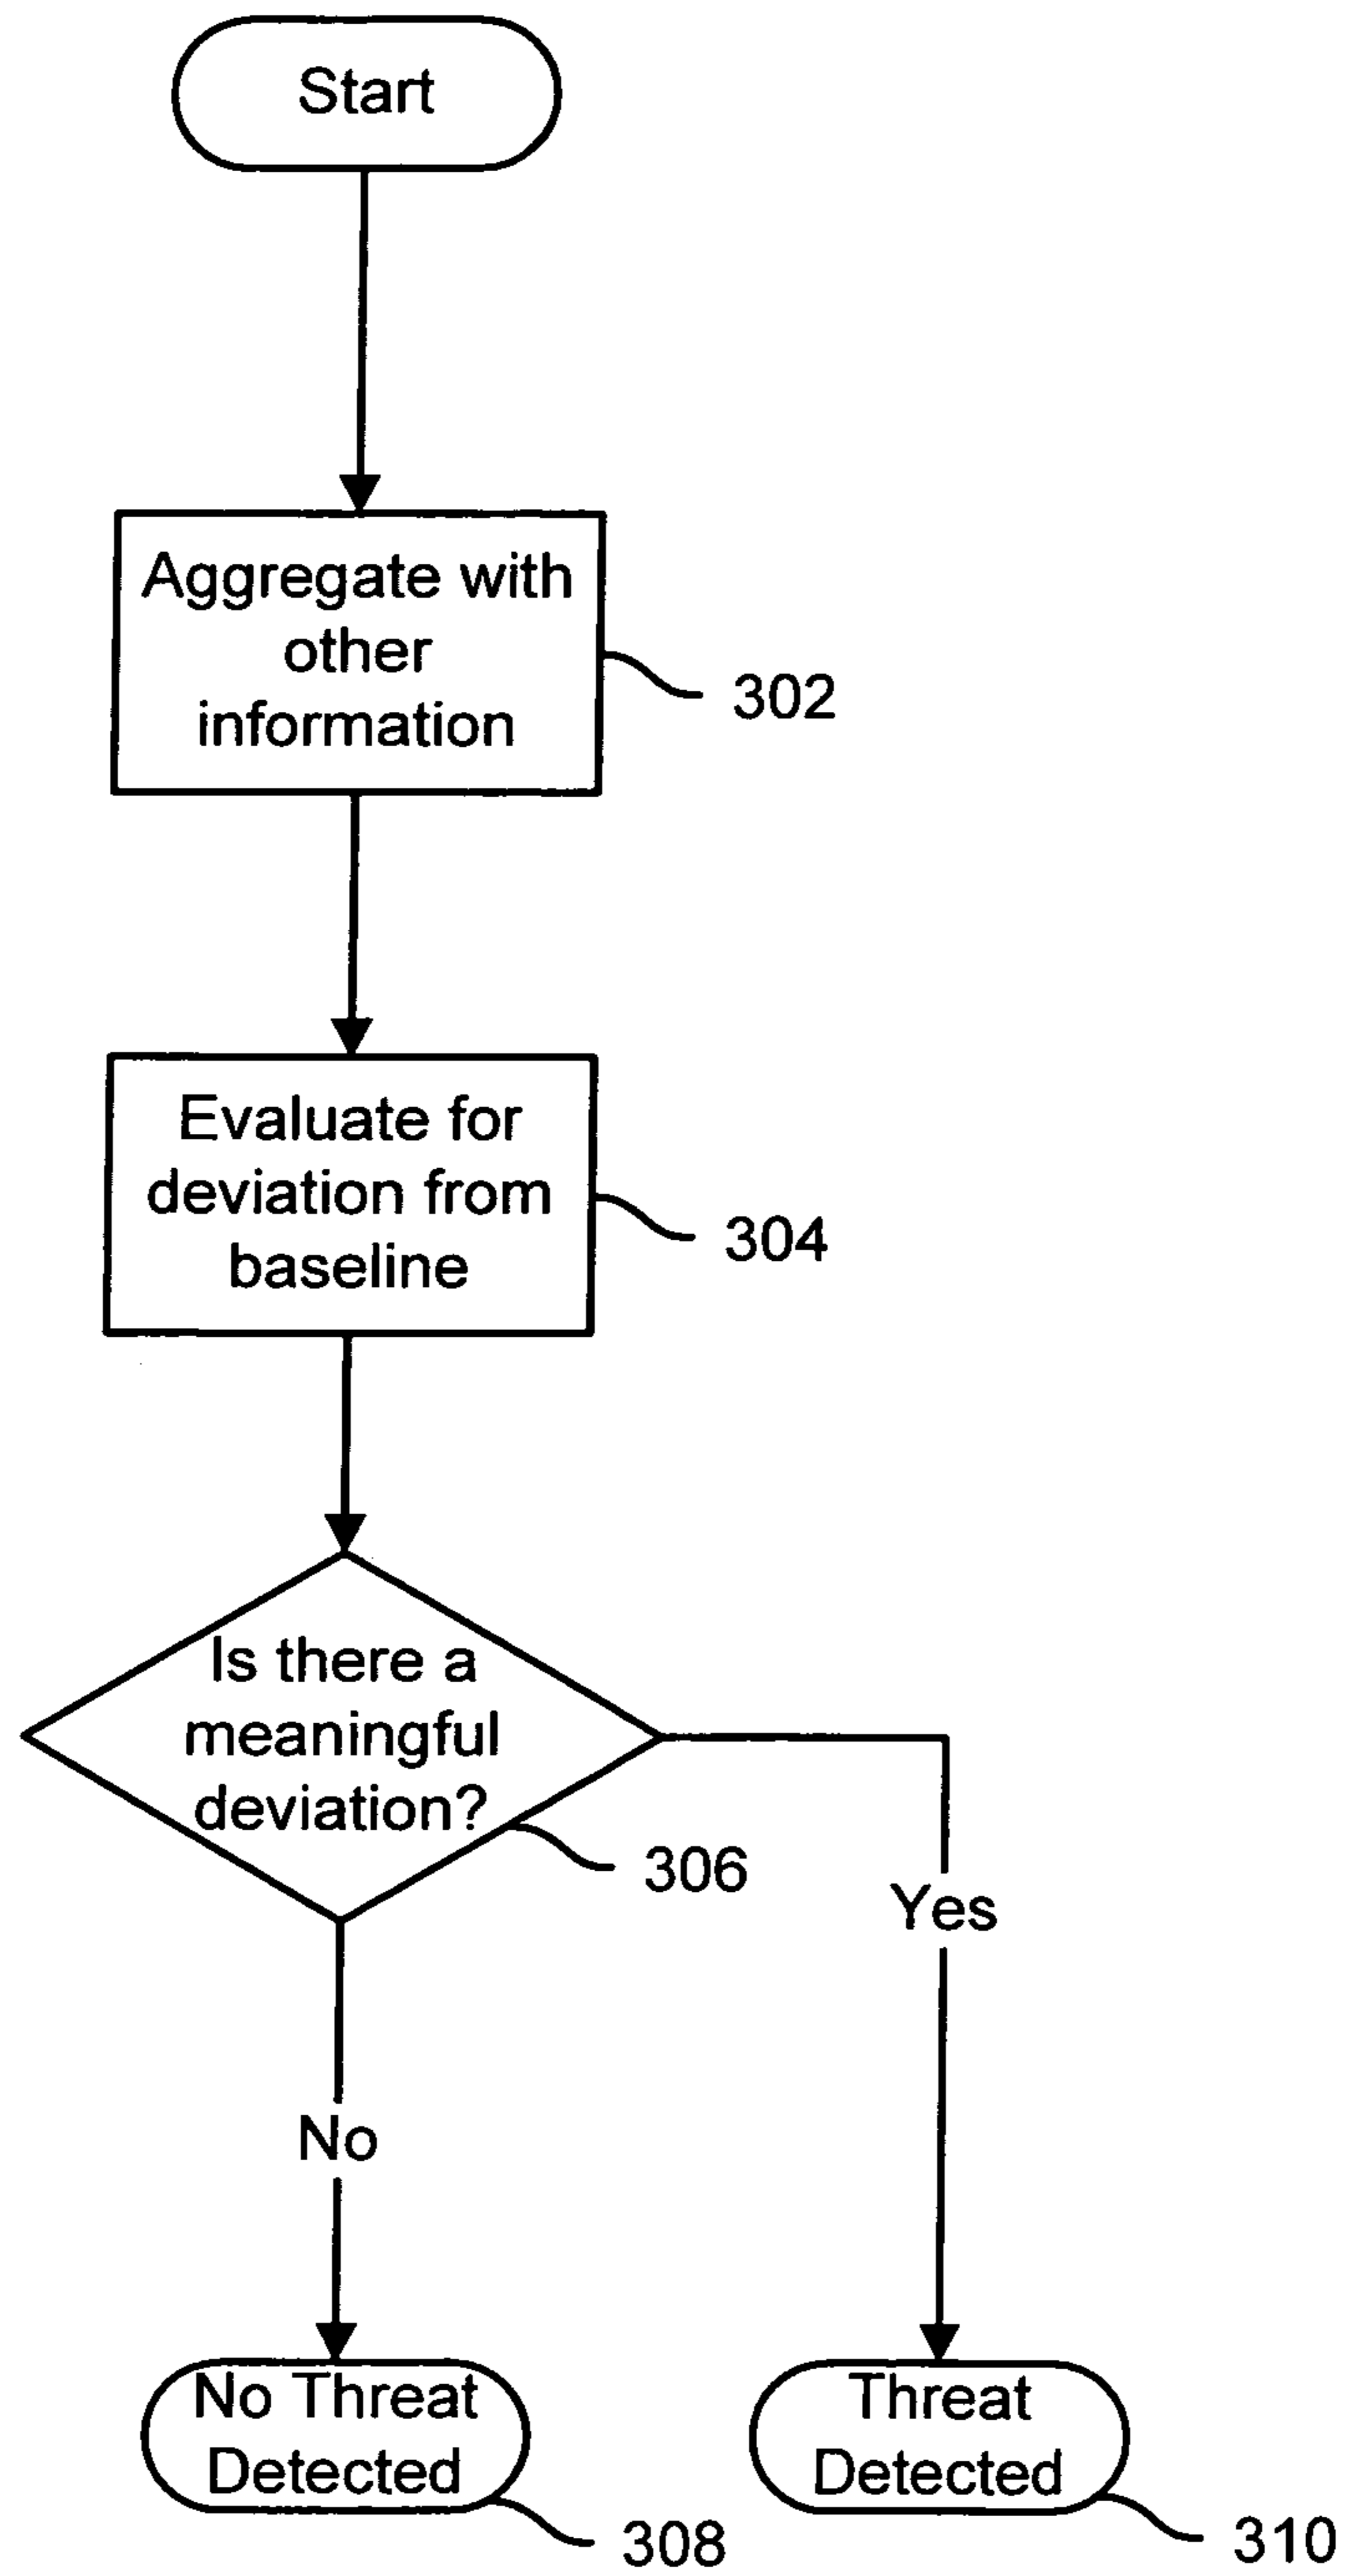 Start
Aggregate with
other
information
302
Evaluate for
deviation from
baseline
304
Is there a
meaningful
deviation?
306
Yes
No
No Threat
Detected
308
Threat
Detected
310